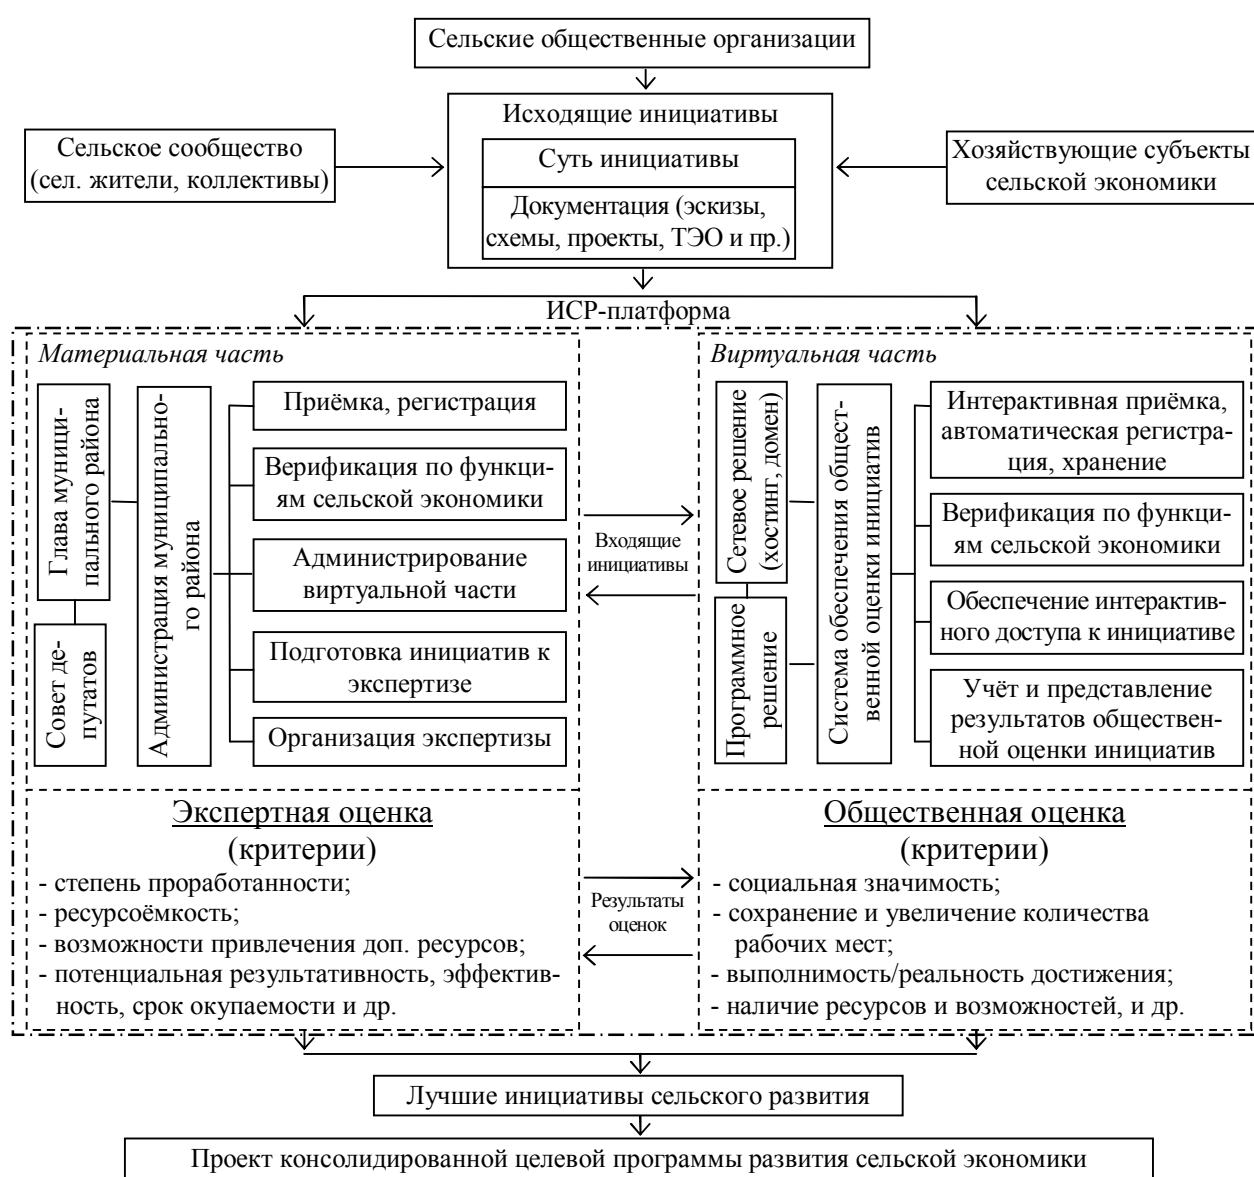 Сельские общественные организации
Исходящие инициативы
Суть инициативы
Документация (эскизы,
схемы, проекты, ТЭО и пр.)
Сельское сообщество
(сел. жители, коллективы)
Хозяйствующие субъекты
сельской экономики
ИСР-платформа
Материальная часть
Глава муници-
пального района
Совет де-
путатов
Администрация муниципально-
го района
Приёмка, регистрация
Верификация по функци-
ям сельской экономики
Администрирование
виртуальной части
Подготовка инициатив к
экспертизе
Организация экспертизы
Входящие
инициативы
Виртуальная часть
Сетевое решение
(хостинг, домен)
Программное
решение
Система обеспечения общест-
венной оценки инициатив
Интерактивная приёмка,
автоматическая регистра-
ция, хранение
Верификация по функци-
ям сельской экономики
Обеспечение интерактив-
ного доступа к инициативе
Учёт и представление
результатов обществен-
ной оценки инициатив
Экспертная оценка
(критерии)
- степень проработанности;
- ресурсоёмкость;
- возможности привлечения доп. ресурсов;
- потенциальная результативность, эффектив-
ность, срок окупаемости и др.
Результаты
оценок
Общественная оценка
(критерии)
- социальная значимость;
- сохранение и увеличение количества
рабочих мест;
- выполнимость/реальность достижения;
- наличие ресурсов и возможностей, и др.
Лучшие инициативы сельского развития
Проект консолидированной целевой программы развития сельской экономики